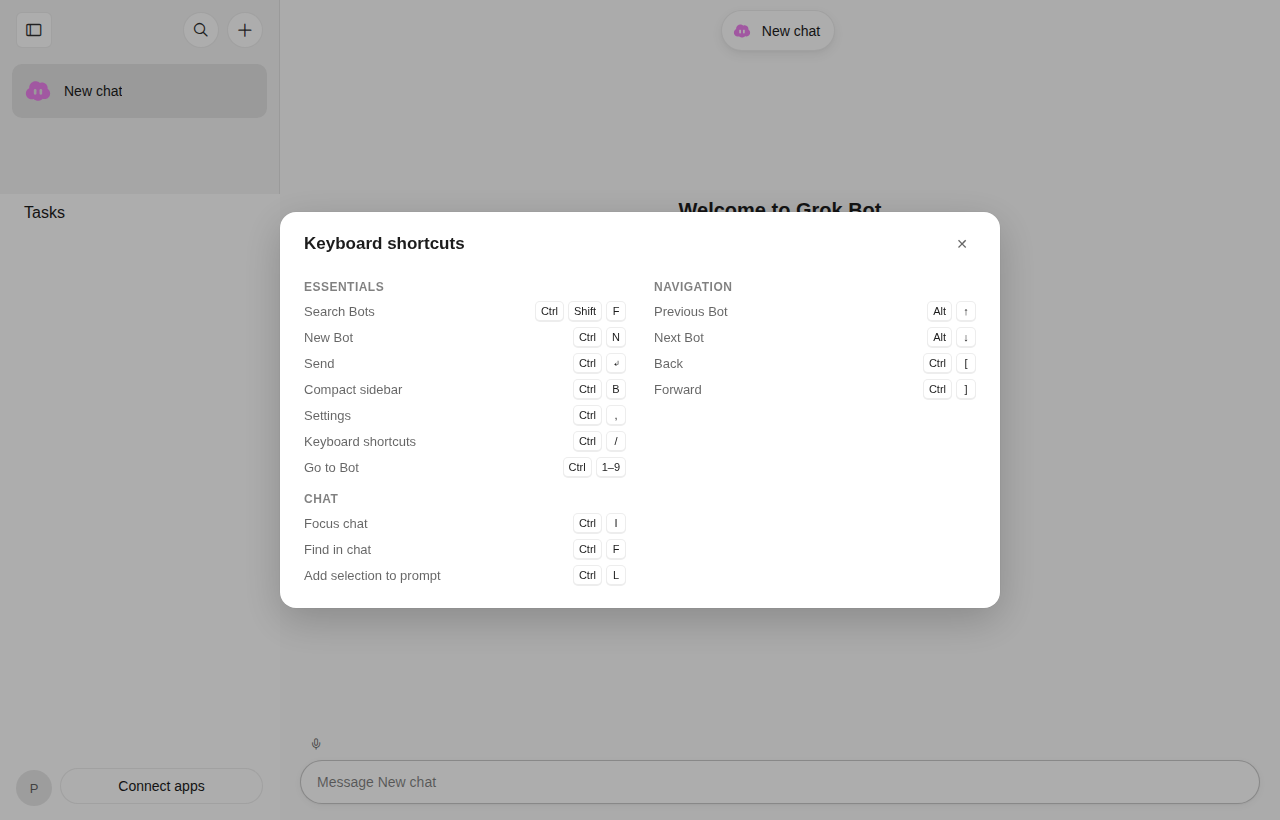 New chat
New chat
Tasks
Welcome to Grok Bot
Keyboard shortcuts
ESSENTIALS
Search Bots Ctrl Shift F
New Bot Ctrl N
Send Ctrl ↲
Compact sidebar Ctrl B
Settings Ctrl ,
Keyboard shortcuts Ctrl /
Go to Bot Ctrl 1–9
CHAT
Focus chat Ctrl I
Find in chat Ctrl F
Add selection to prompt Ctrl L
NAVIGATION
Previous Bot Alt ↑
Next Bot Alt ↓
Back Ctrl [
Forward Ctrl ]
Message New chat
P
Connect apps